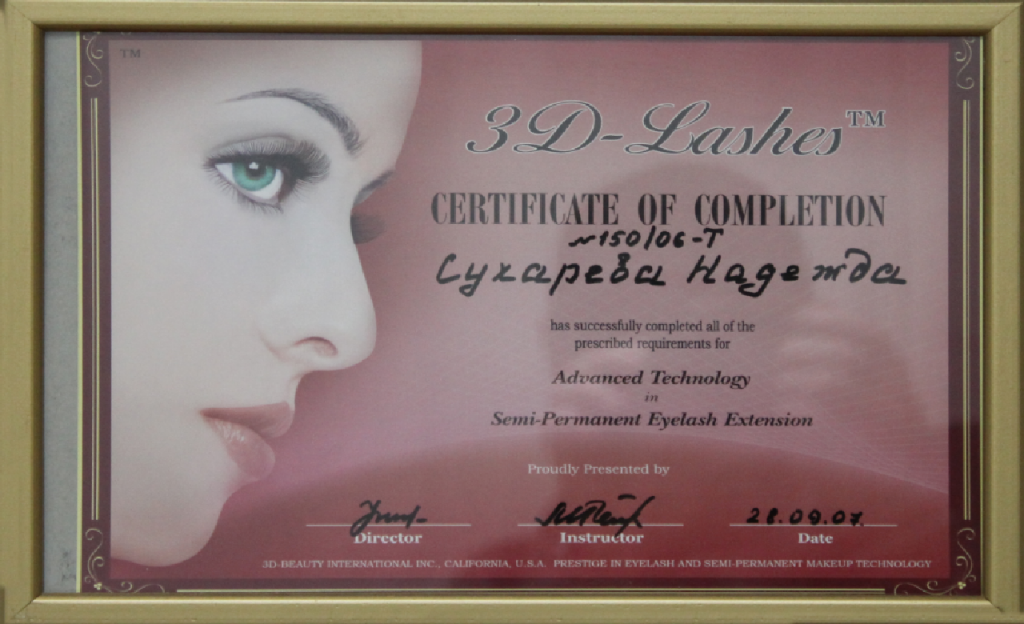 TM
3D-Lashes™
CERTIFICATE OF COMPLETION
№150/06-Т
Сухарева Надежда
has successfully completed all of the
prescribed requirements for
Advanced Technology
in
Semi-Permanent Eyelash Extension
Proudly Presented by
28.09.07.
Director Instructor Date
3D-BEAUTY INTERNATIONAL INC., CALIFORNIA, U.S.A. PRESTIGE IN EYELASH AND SEMI-PERMANENT MAKEUP TECHNOLOGY